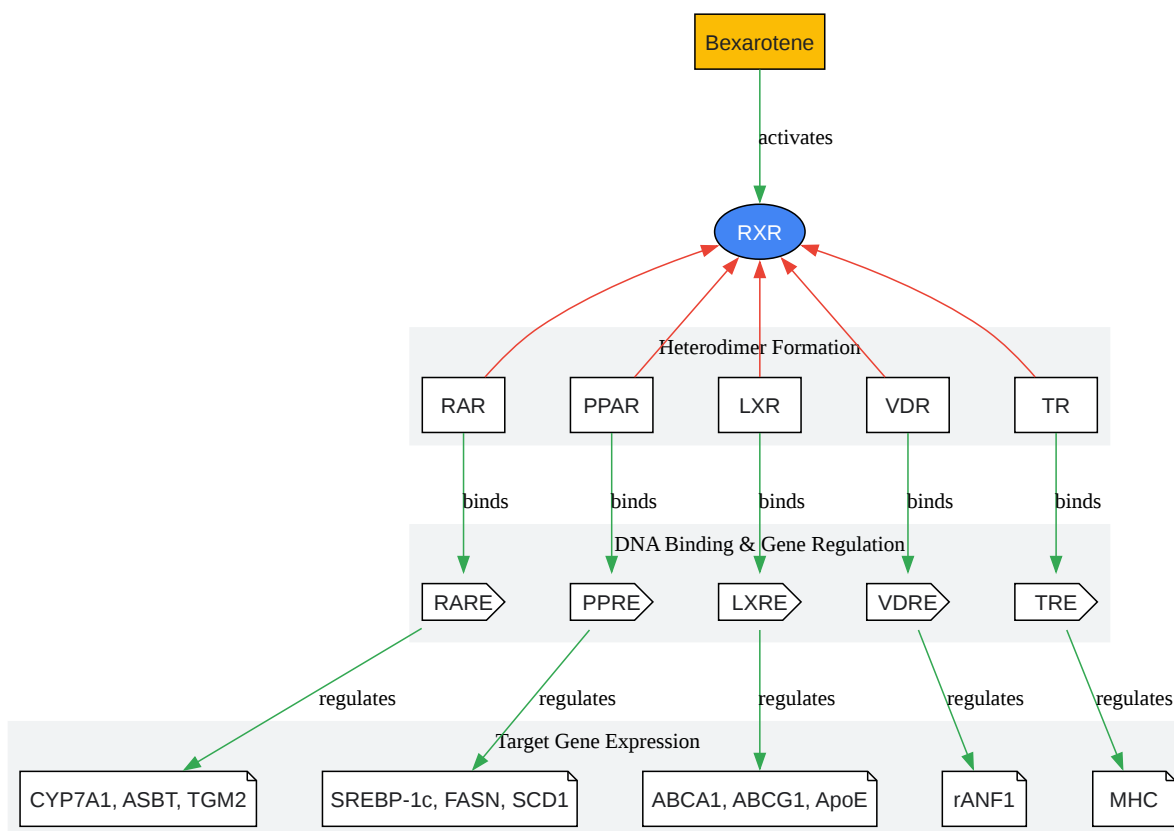 Bexarotene
activates
RXR
Heterodimer Formation
RAR PPAR LXR VDR TR
binds binds binds binds binds
DNA Binding & Gene Regulation
RARE PPRE LXRE VDRE TRE
regulates regulates regulates regulates regulates
Target Gene Expression
CYP7A1, ASBT, TGM2 SREBP-1c, FASN, SCD1 ABCA1, ABCG1, ApoE rANF1 MHC